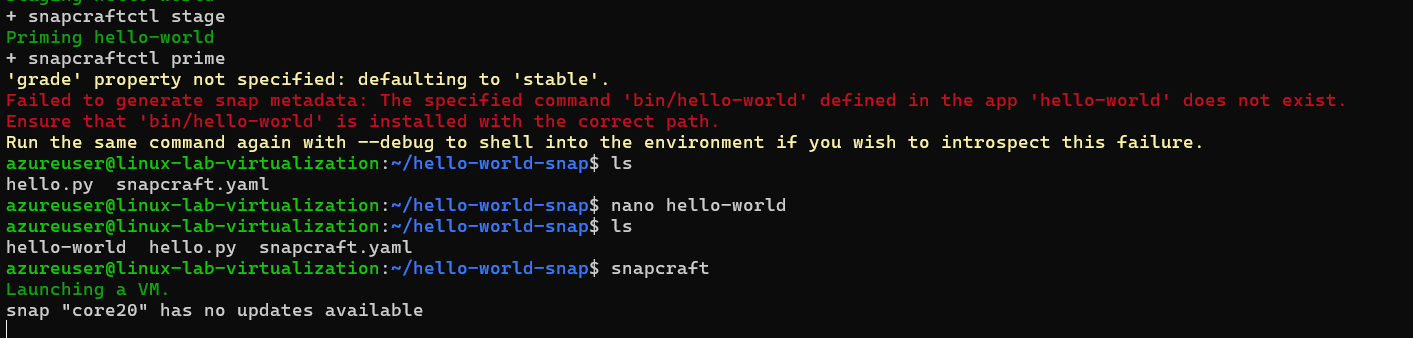 Staging hello-world
+ snapcraftctl stage
Priming hello-world
+ snapcraftctl prime
'grade' property not specified: defaulting to 'stable'.
Failed to generate snap metadata: The specified command 'bin/hello-world' defined in the app 'hello-world' does not exist.
Ensure that 'bin/hello-world' is installed with the correct path.
Run the same command again with --debug to shell into the environment if you wish to introspect this failure.
azureuser@linux-lab-virtualization:~/hello-world-snap$ ls
hello.py  snapcraft.yaml
azureuser@linux-lab-virtualization:~/hello-world-snap$ nano hello-world
azureuser@linux-lab-virtualization:~/hello-world-snap$ ls
hello-world  hello.py  snapcraft.yaml
azureuser@linux-lab-virtualization:~/hello-world-snap$ snapcraft
Launching a VM.
snap "core20" has no updates available